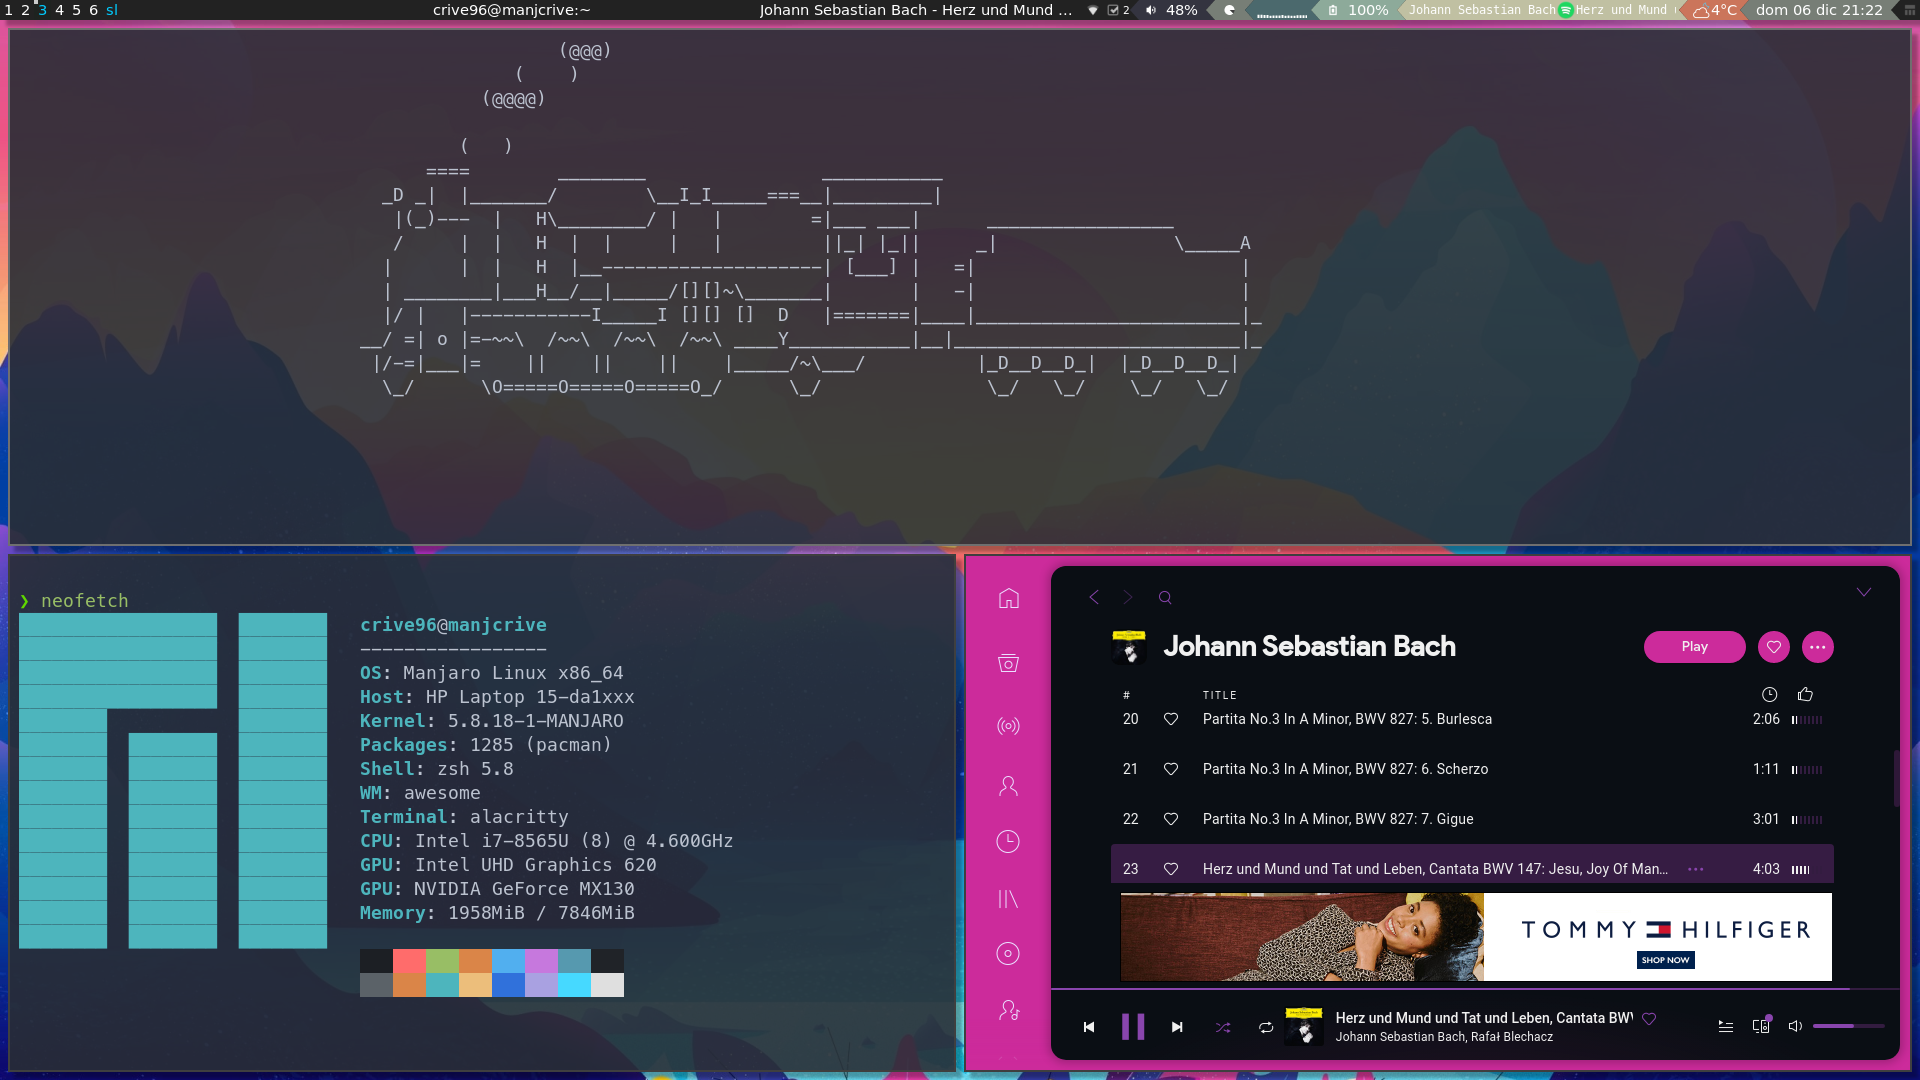 1 2 3 4 5 6 sl
crive96@manjcrive:~
Johann Sebastian Bach - Herz und Mund ...
2
48%
100%
Johann Sebastian Bach
Herz und Mund
4°C
dom 06 dic 21:22
                  (@@@)
              (    )
           (@@@@)

         (   )
      ====        ________                ___________
  _D _|  |_______/        \__I_I_____===__|_________|
   |(_)---  |   H\________/ |   |        =|___ ___|      _________________
   /     |  |   H  |  |     |   |         ||_| |_||     _|                \_____A
  |      |  |   H  |__--------------------| [___] |   =|                        |
  | ________|___H__/__|_____/[][]~\_______|       |   -|                        |
  |/ |   |-----------I_____I [][] []  D   |=======|____|________________________|_
__/ =| o |=-~~\  /~~\  /~~\  /~~\ ____Y___________|__|__________________________|_
 |/-=|___|=    ||    ||    ||    |_____/~\___/          |_D__D__D_|  |_D__D__D_|
  \_/      \O=====O=====O=====O_/      \_/               \_/   \_/    \_/   \_/
❯ neofetch
crive96@manjcrive
-----------------
OS: Manjaro Linux x86_64
Host: HP Laptop 15-da1xxx
Kernel: 5.8.18-1-MANJARO
Packages: 1285 (pacman)
Shell: zsh 5.8
WM: awesome
Terminal: alacritty
CPU: Intel i7-8565U (8) @ 4.600GHz
GPU: Intel UHD Graphics 620
GPU: NVIDIA GeForce MX130
Memory: 1958MiB / 7846MiB
Johann Sebastian Bach
Play
# TITLE
20 Partita No.3 In A Minor, BWV 827: 5. Burlesca 2:06
21 Partita No.3 In A Minor, BWV 827: 6. Scherzo 1:11
22 Partita No.3 In A Minor, BWV 827: 7. Gigue 3:01
23 Herz und Mund und Tat und Leben, Cantata BWV 147: Jesu, Joy Of Man... 4:03
TOMMY HILFIGER
SHOP NOW
Herz und Mund und Tat und Leben, Cantata BWV
Johann Sebastian Bach, Rafał Blechacz